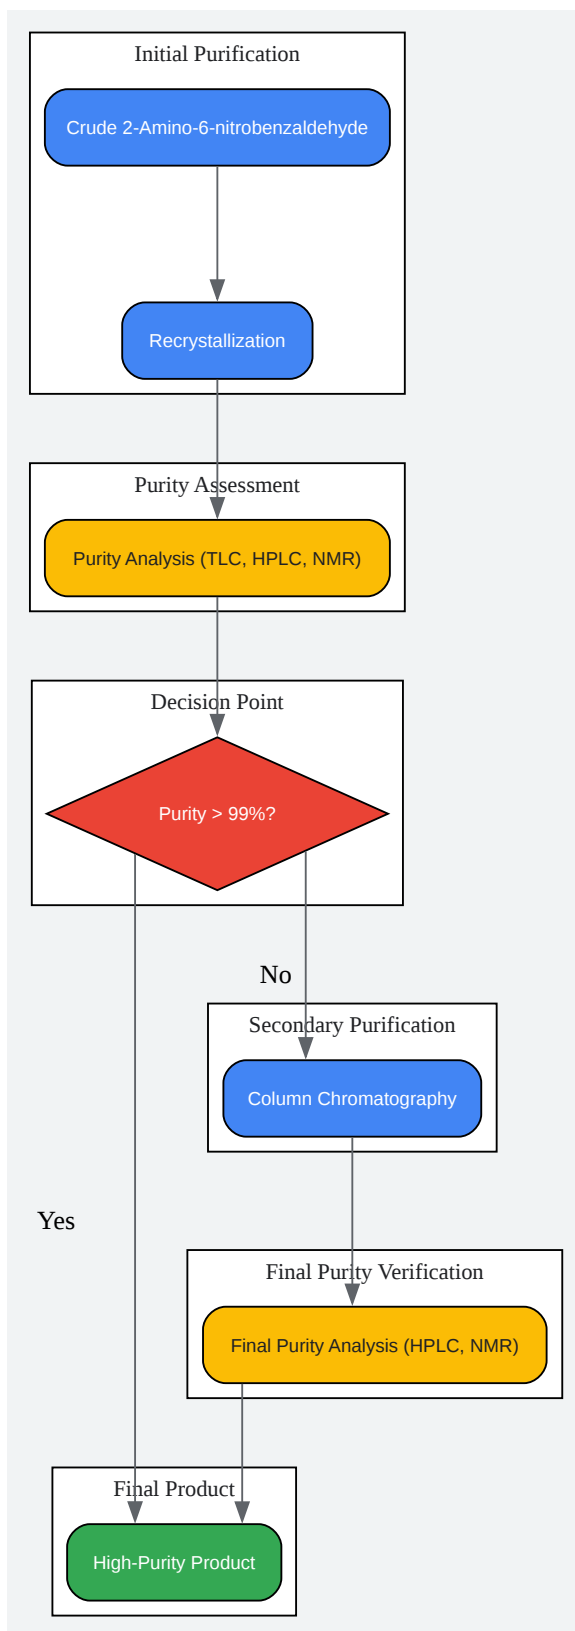 Initial Purification
Crude 2-Amino-6-nitrobenzaldehyde
Recrystallization
Purity Assessment
Purity Analysis (TLC, HPLC, NMR)
Decision Point
Purity > 99%?
No
Secondary Purification
Column Chromatography
Yes
Final Purity Verification
Final Purity Analysis (HPLC, NMR)
Final Product
High-Purity Product